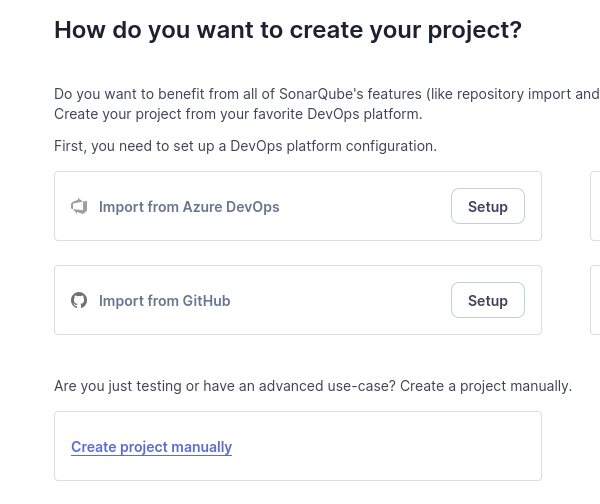 How do you want to create your project?
Do you want to benefit from all of SonarQube's features (like repository import and
Create your project from your favorite DevOps platform.
First, you need to set up a DevOps platform configuration.
Import from Azure DevOps
Setup
Import from GitHub
Setup
Are you just testing or have an advanced use-case? Create a project manually.
Create project manually